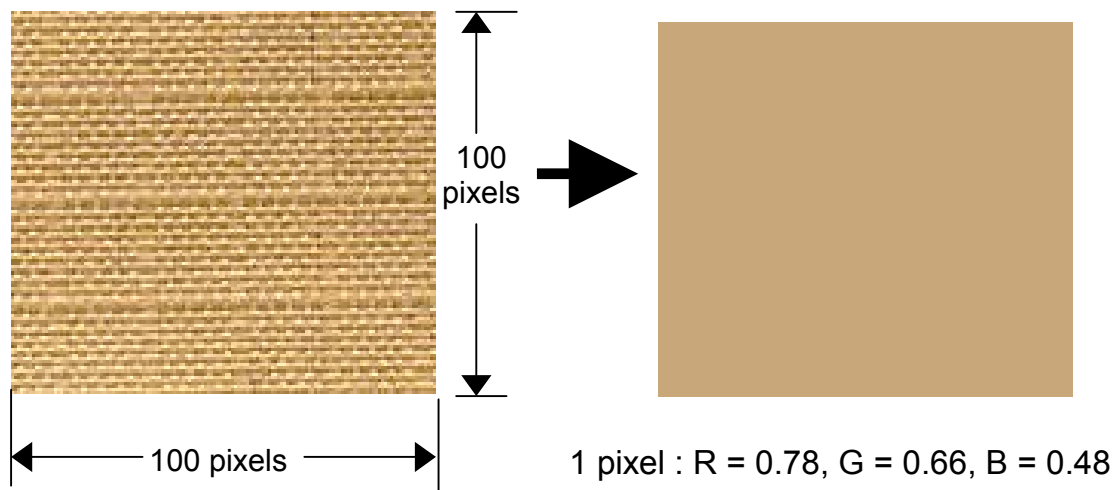 100
pixels
100 pixels
1 pixel : R = 0.78, G = 0.66, B = 0.48